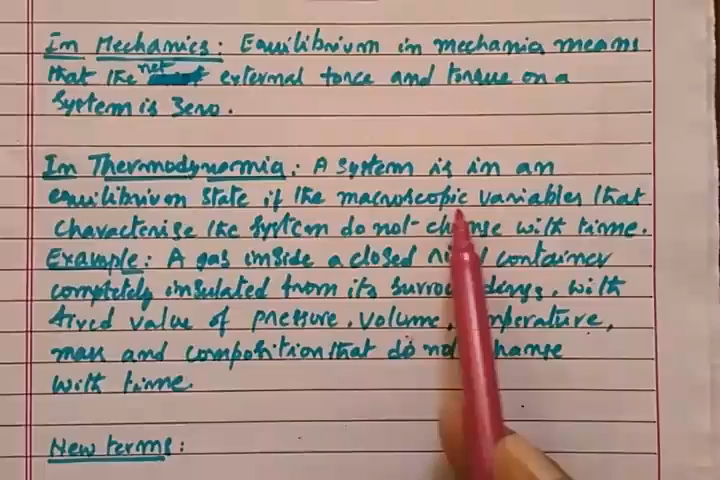 In Mechanics: Equilibrium in mechanics means
that the net external force and torque on a
system is zero.
In Thermodynamics: A system is in an
equilibrium state if the macroscopic variables that
characterise the system do not change with time.
Example: A gas inside a closed container
completely insulated from its surroundings, with
fixed value of pressure, volume, temperature,
mass and composition that do not change
with time.
New terms: